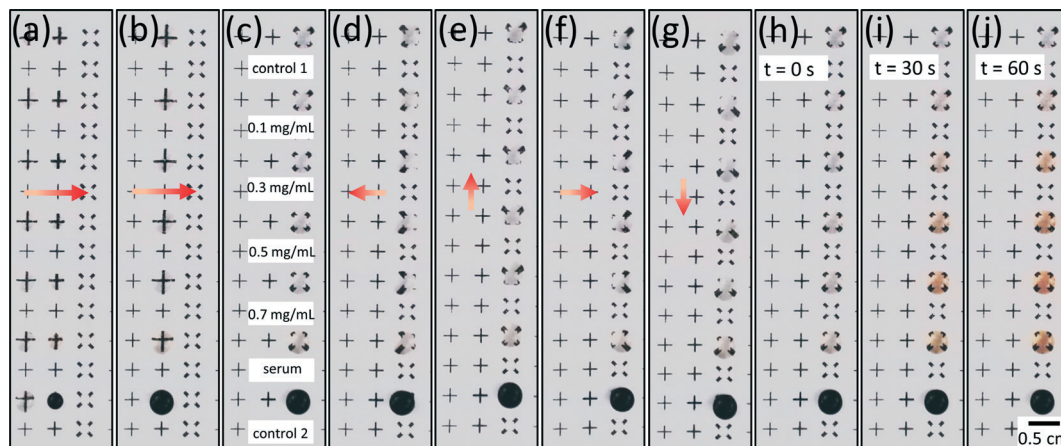 (a) (b) (c) (d) (e) (f) (g) (h) (i) (j)
control 1
t = 0 s
t = 30 s
t = 60 s
0.1 mg/mL
0.3 mg/mL
0.5 mg/mL
0.7 mg/mL
serum
control 2
0.5